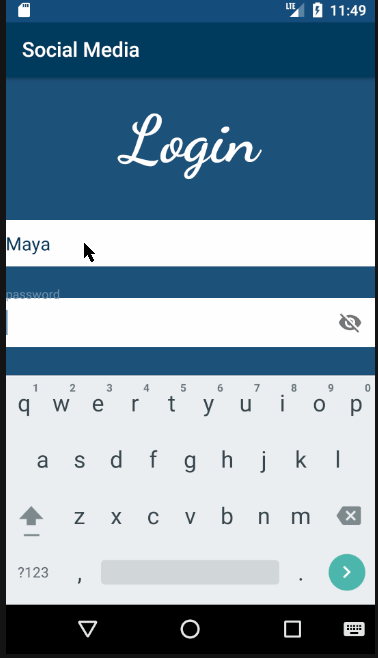 LTE 11:49
Social Media
Login
Maya
password
1 2 3 4 5 6 7 8 9 0
q w e r t y u i o p
a s d f g h j k l
z x c v b n m
?123 , .